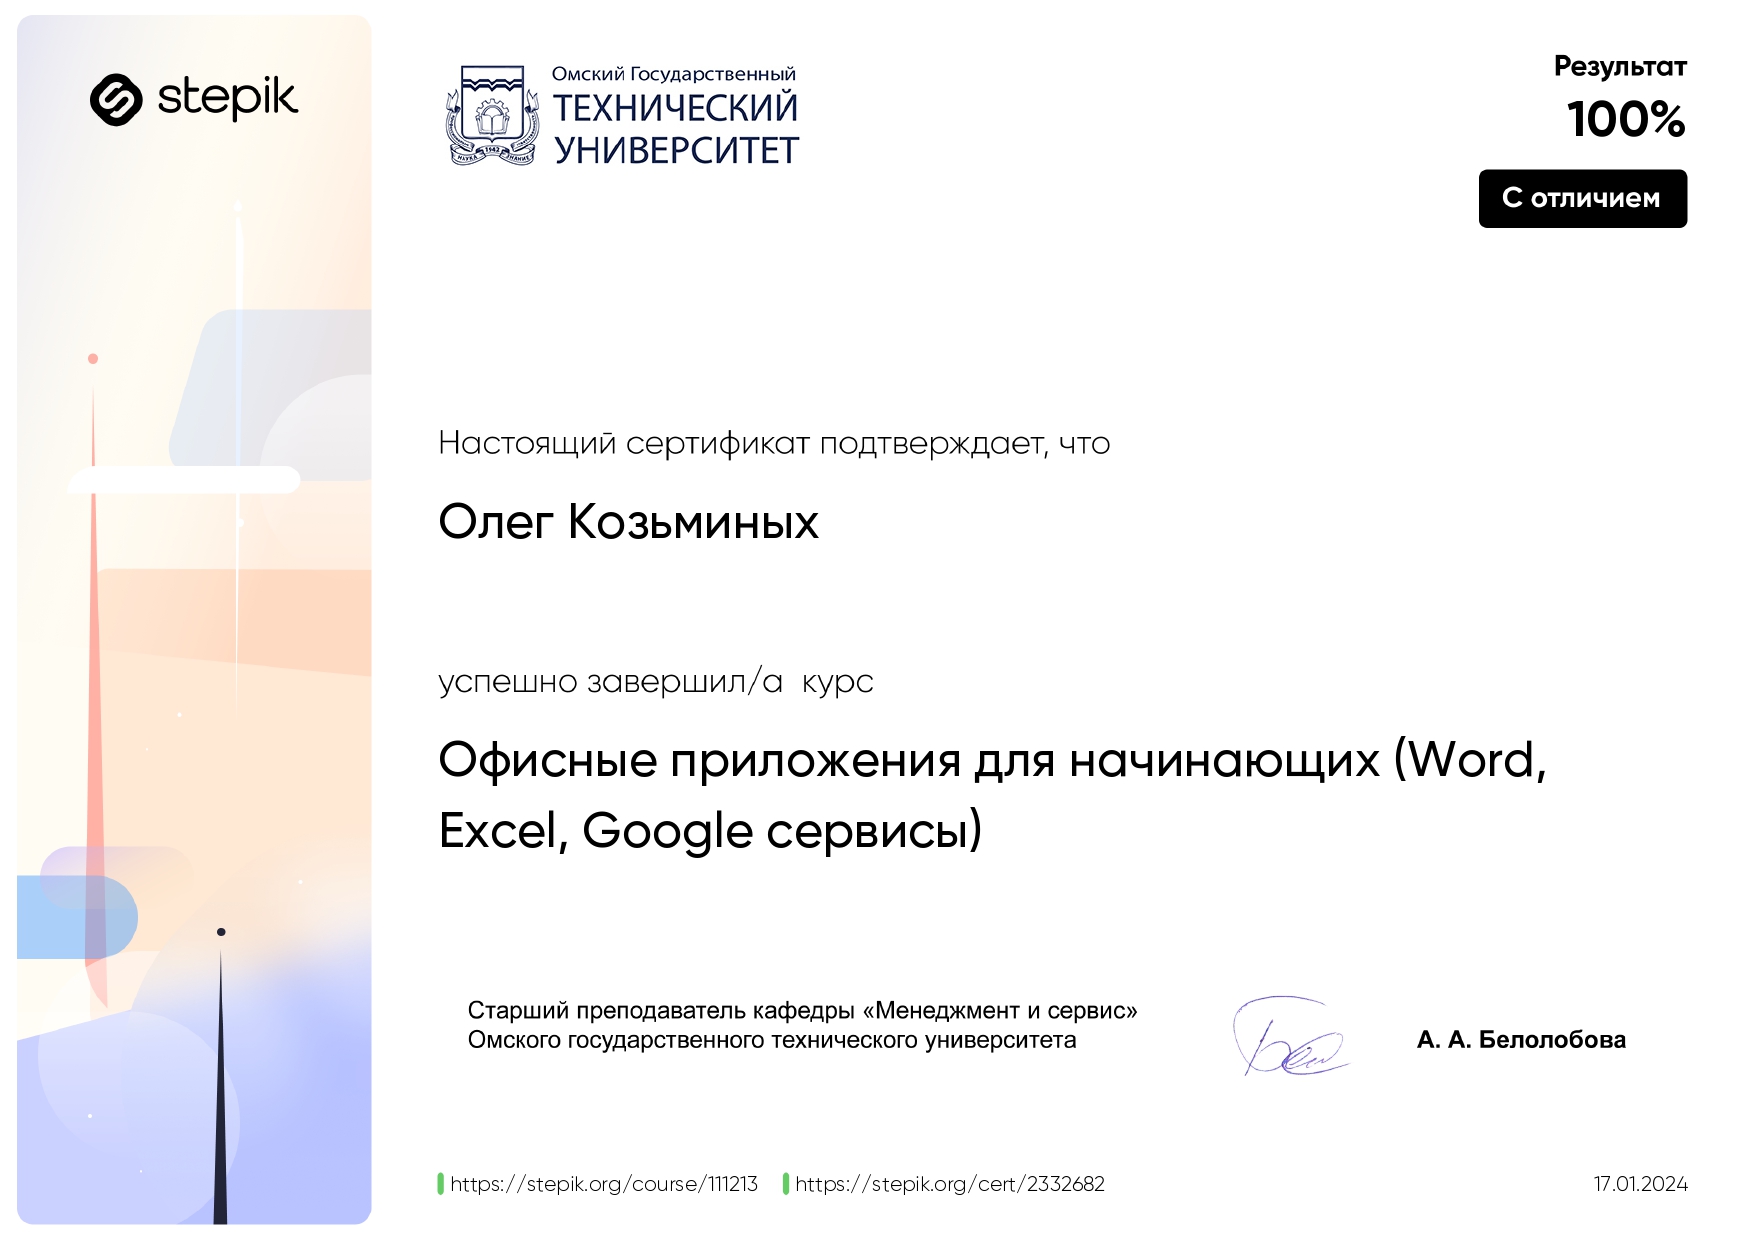 stepik
Омский Государственный
ТЕХНИЧЕСКИЙ
УНИВЕРСИТЕТ
НАУКА 1942 ЗНАНИЕ
Результат
100%
С отличием
Настоящий сертификат подтверждает, что
Олег Козьминых
успешно завершил/а курс
Офисные приложения для начинающих (Word,
Excel, Google сервисы)
Старший преподаватель кафедры «Менеджмент и сервис»
Омского государственного технического университета
А. А. Белолобова
https://stepik.org/course/111213 https://stepik.org/cert/2332682
17.01.2024